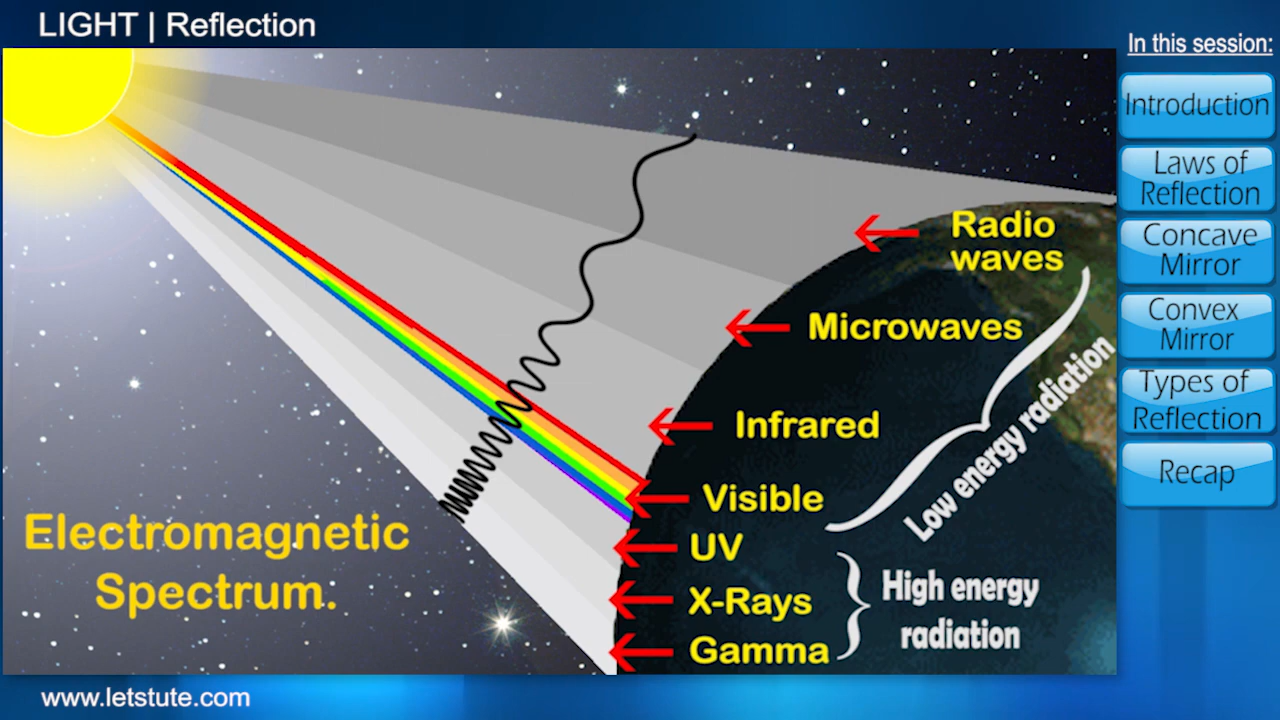 LIGHT | Reflection
In this session:
Introduction
Laws of
Reflection
Concave
Mirror
Convex
Mirror
Types of
Reflection
Recap
Radio
waves
Microwaves
Infrared
Visible
UV
X-Rays
Gamma
Low energy radiation
High energy
radiation
Electromagnetic
Spectrum.
www.letstute.com